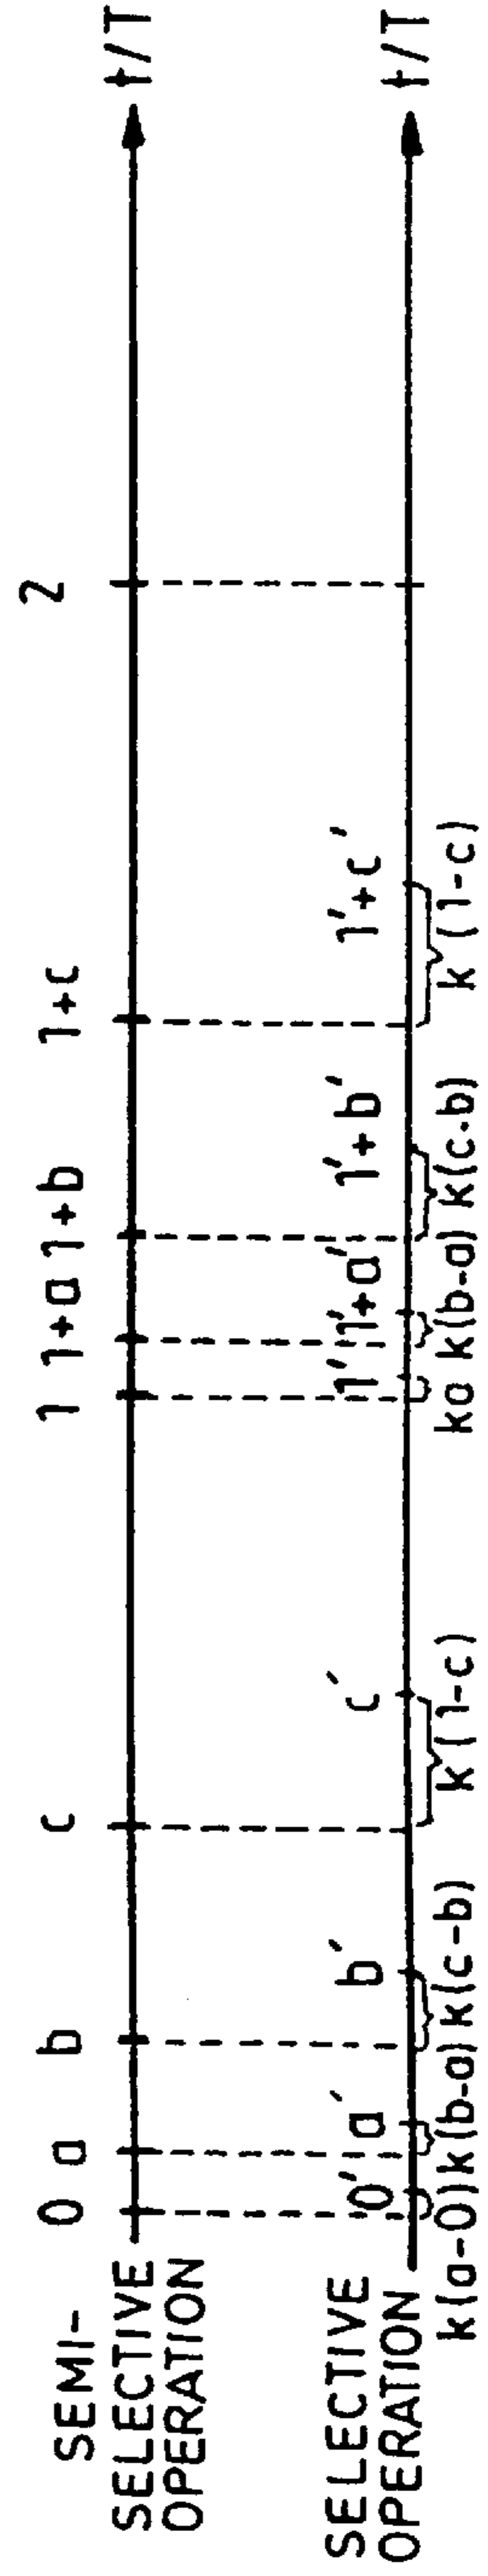 0 a b c 1 1+a 1+b 1+c 2
SEMI-
SELECTIVE
OPERATION
t/T
0' a' b' c' 1' 1'+a' 1'+b' 1'+c'
SELECTIVE
OPERATION
t/T
k(a-0) k(b-a) k(c-b) k(1-c) ka k(b-a) k(c-b) k(1-c)